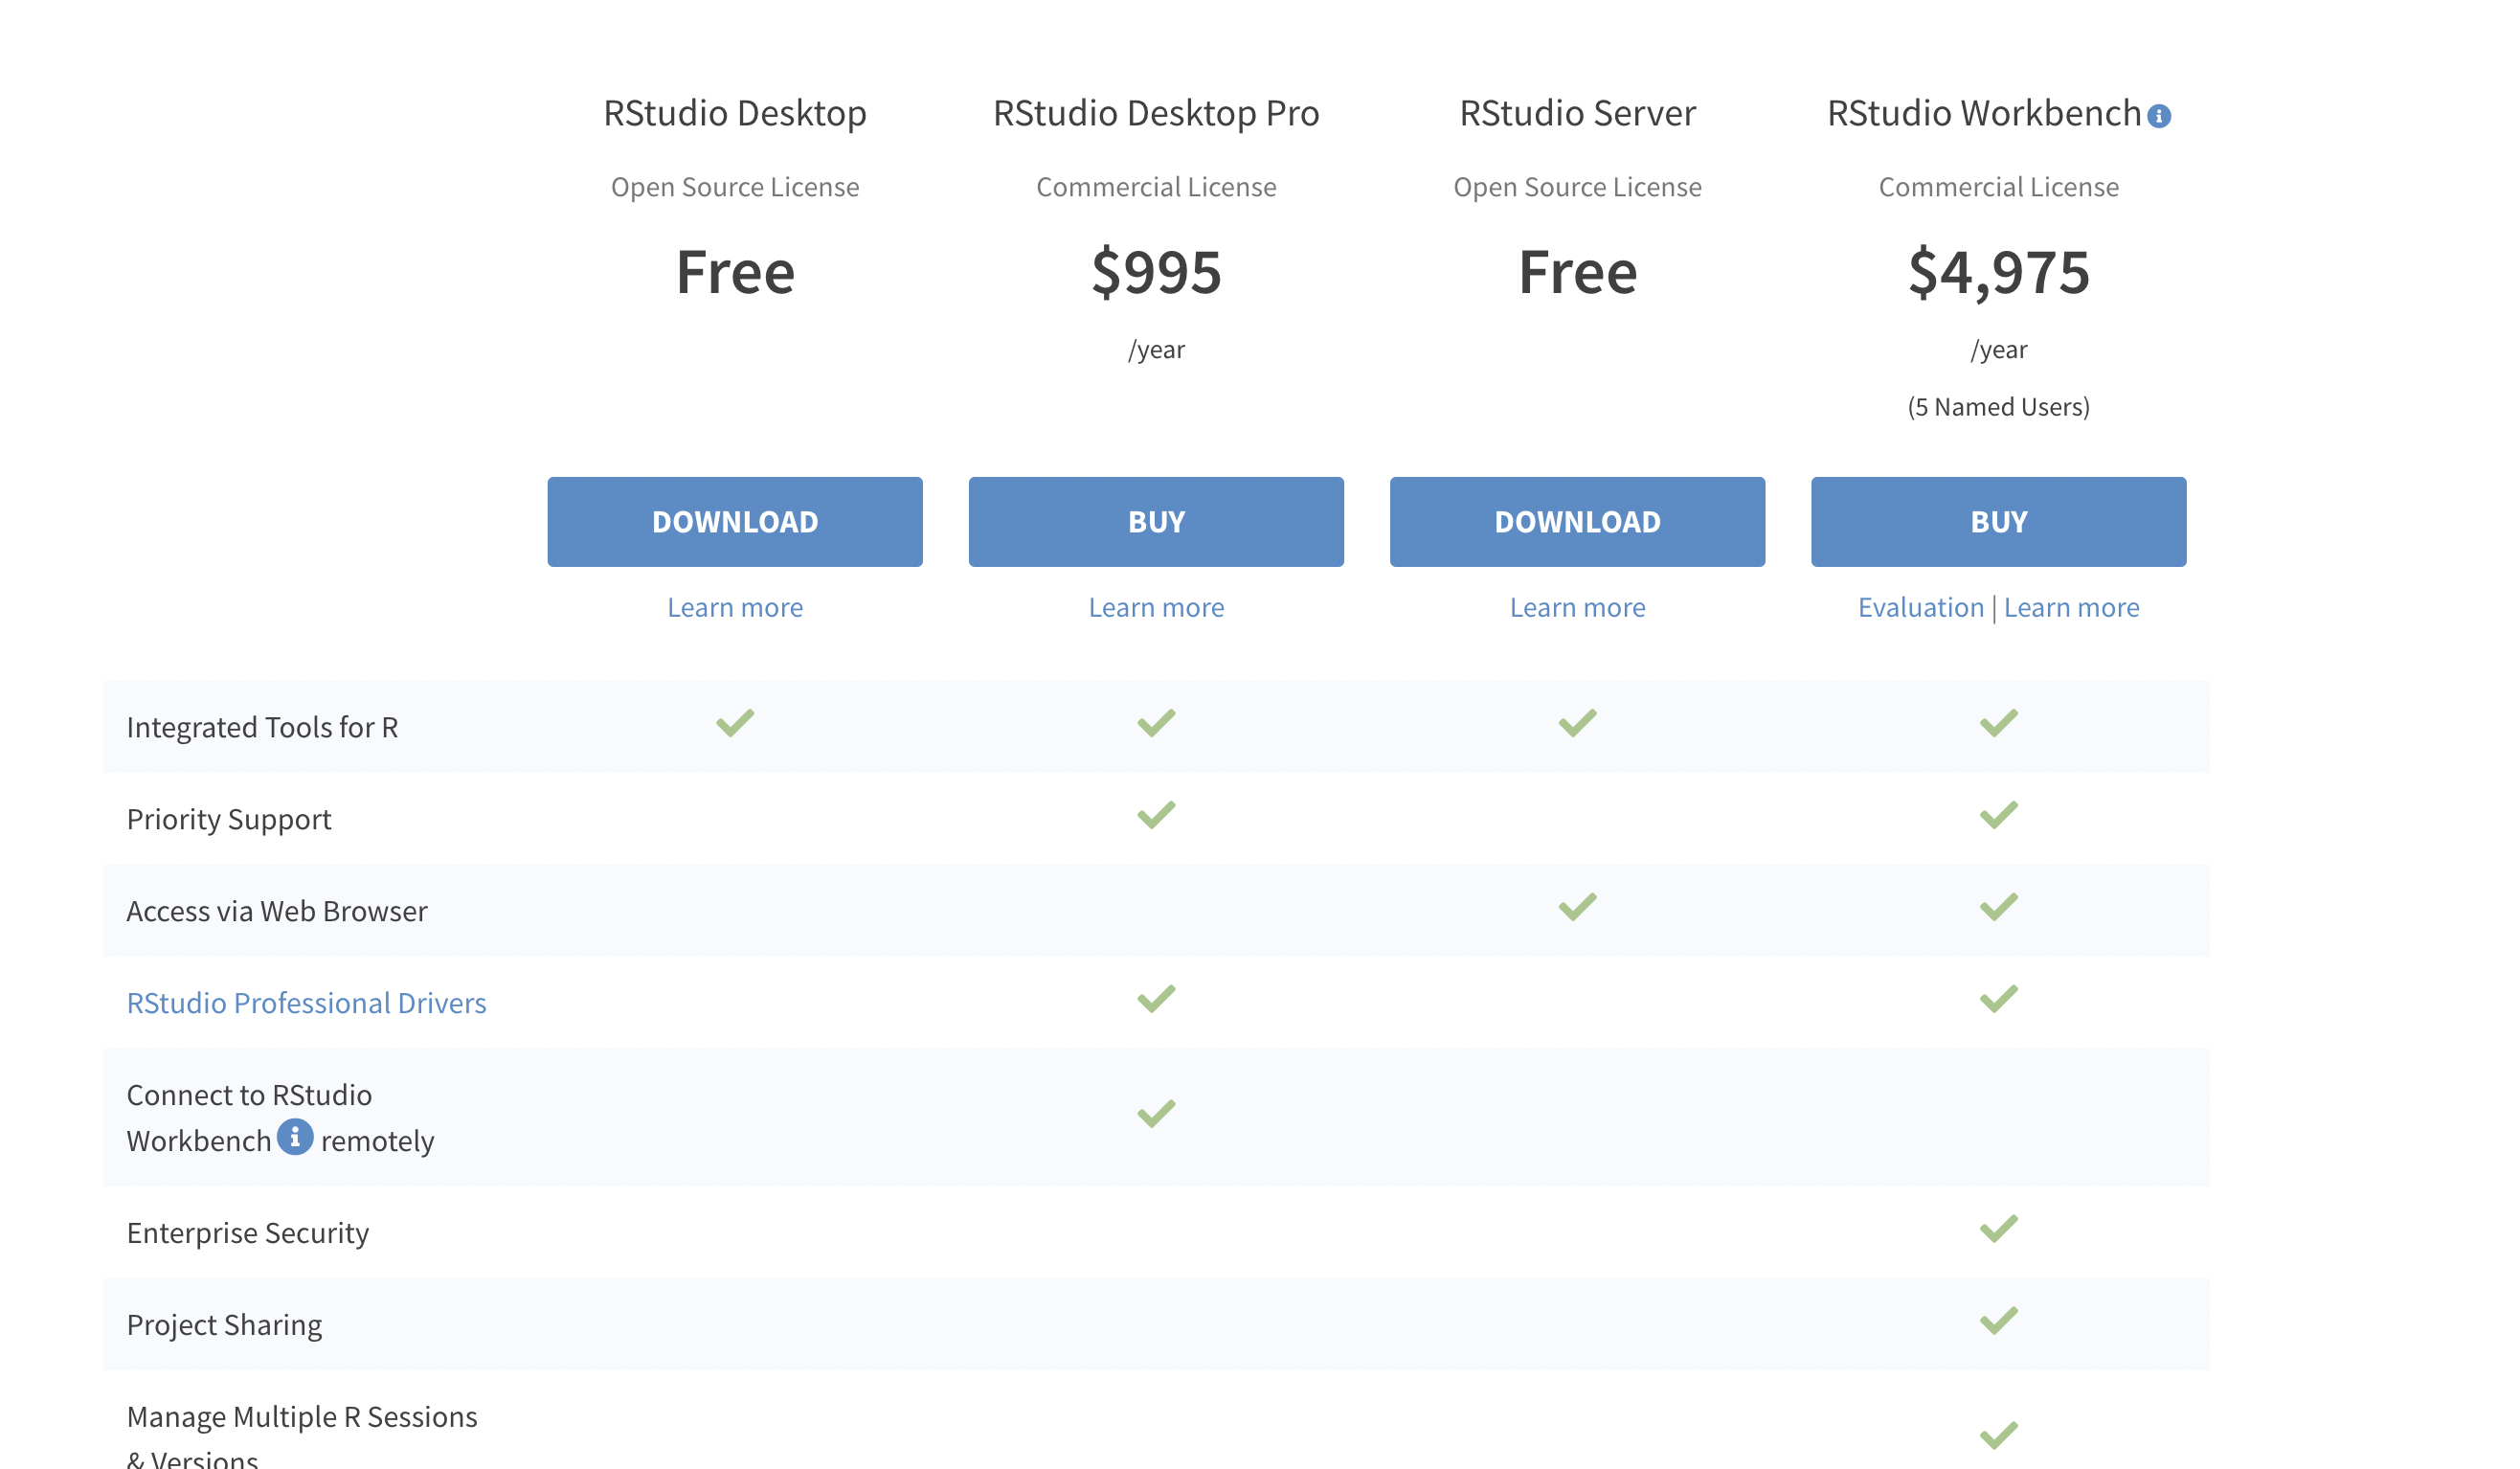 RStudio Desktop RStudio Desktop Pro RStudio Server RStudio Workbench
Open Source License Commercial License Open Source License Commercial License
Free $995 Free $4,975
/year /year
(5 Named Users)
DOWNLOAD BUY DOWNLOAD BUY
Learn more Learn more Learn more Evaluation | Learn more
Integrated Tools for R
Priority Support
Access via Web Browser
RStudio Professional Drivers
Connect to RStudio
Workbench remotely
Enterprise Security
Project Sharing
Manage Multiple R Sessions
& Versions